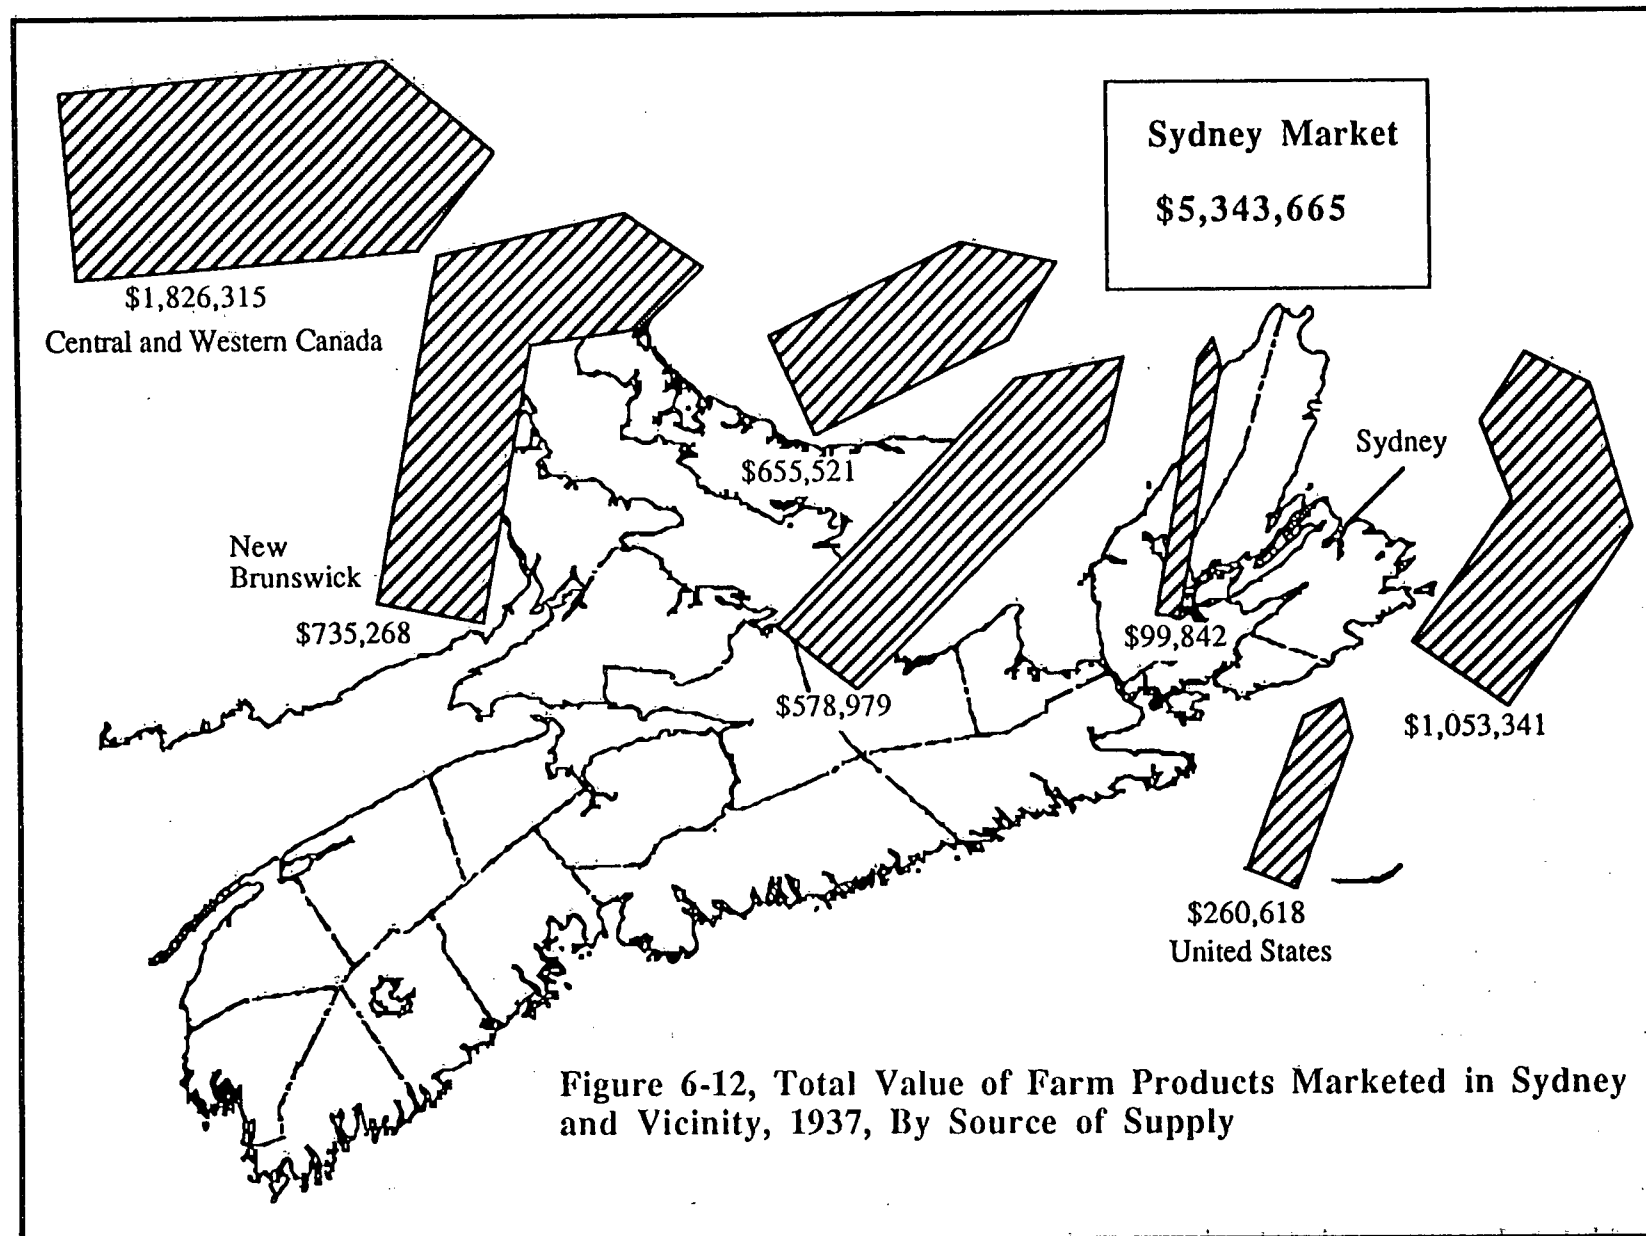 Sydney Market
$5,343,665
$1,826,315
Central and Western Canada
Sydney
$655,521
New
Brunswick
$735,268
$99,842
$578,979
$1,053,341
$260,618
United States
Figure 6-12, Total Value of Farm Products Marketed in Sydney
and Vicinity, 1937, By Source of Supply